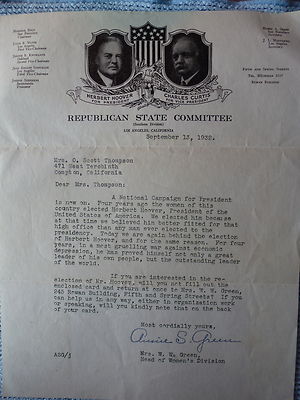 HERBERT HOOVER
FOR PRESIDENT
CHARLES CURTIS
FOR VICE PRESIDENT
REPUBLICAN STATE COMMITTEE
(Southern Division)
LOS ANGELES, CALIFORNIA
September 13, 1932.
Mrs. O. Scott Thompson
471 West Terbinth
Compton, California
Dear Mrs. Thompson:
A National Campaign for President
is now on. Four years ago the women of this
country elected Herbert Hoover, President of the
United States of America. We elected him because
at that time we believed him better fitted for that
high office than any man ever elected to the
presidency. Today we are again behind the election
of Herbert Hoover, and for the same reason. For four
years, in a most gruelling war against economic
depression, he has proved himself not only a great
leader of his own people, but the outstanding leader
of the world.
If you are interested in the re-
election of Mr. Hoover, will you not fill out the
enclosed card and return at once to Mrs. W. W. Green,
245 Rowan Building, Fifth and Spring Streets? If you
can help us in any way, either in organization work
or speaking, will you kindly note that on the back
of your card.
Most cordially yours,
Annie S. Green
ASG/j
Mrs. W. W. Green,
Head of Women's Division